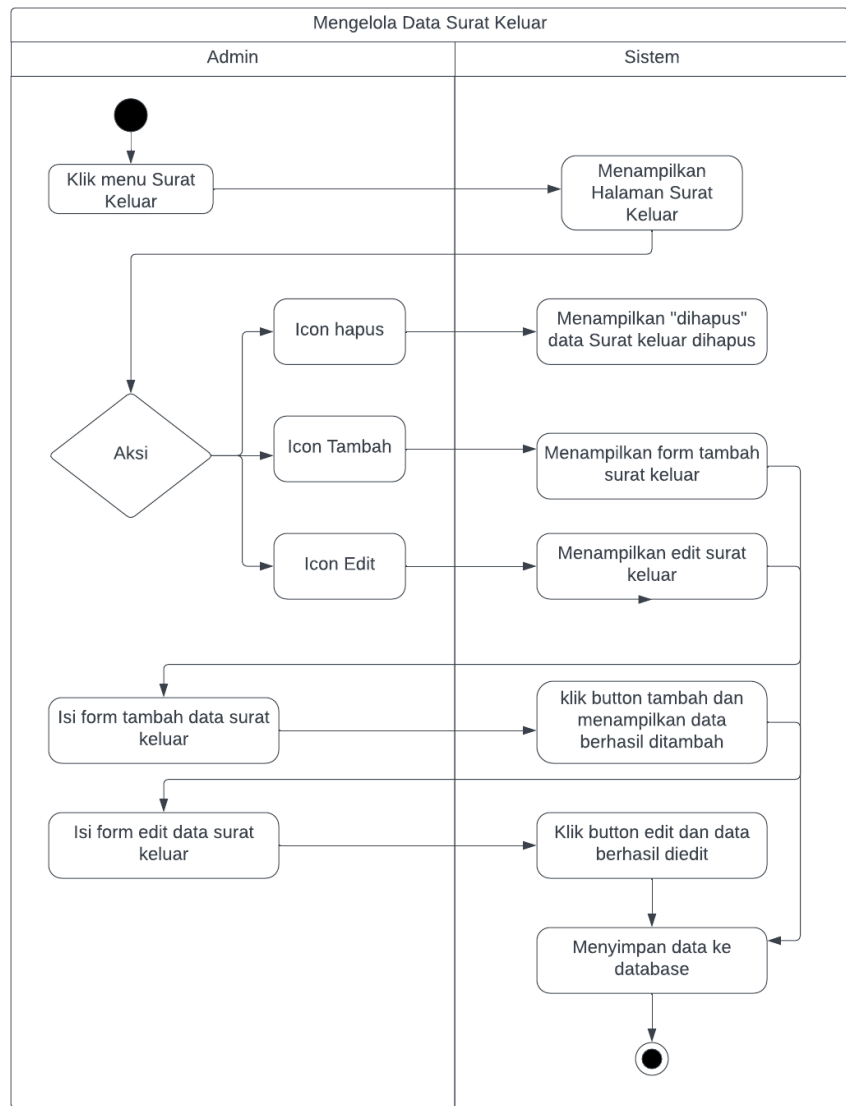 Mengelola Data Surat Keluar
Admin
Sistem
Klik menu Surat
Keluar
Menampilkan
Halaman Surat
Keluar
Icon hapus
Menampilkan "dihapus"
data Surat keluar dihapus
Aksi
Icon Tambah
Menampilkan form tambah
surat keluar
Icon Edit
Menampilkan edit surat
keluar
Isi form tambah data surat
keluar
klik button tambah dan
menampilkan data
berhasil ditambah
Isi form edit data surat
keluar
Klik button edit dan data
berhasil diedit
Menyimpan data ke
database